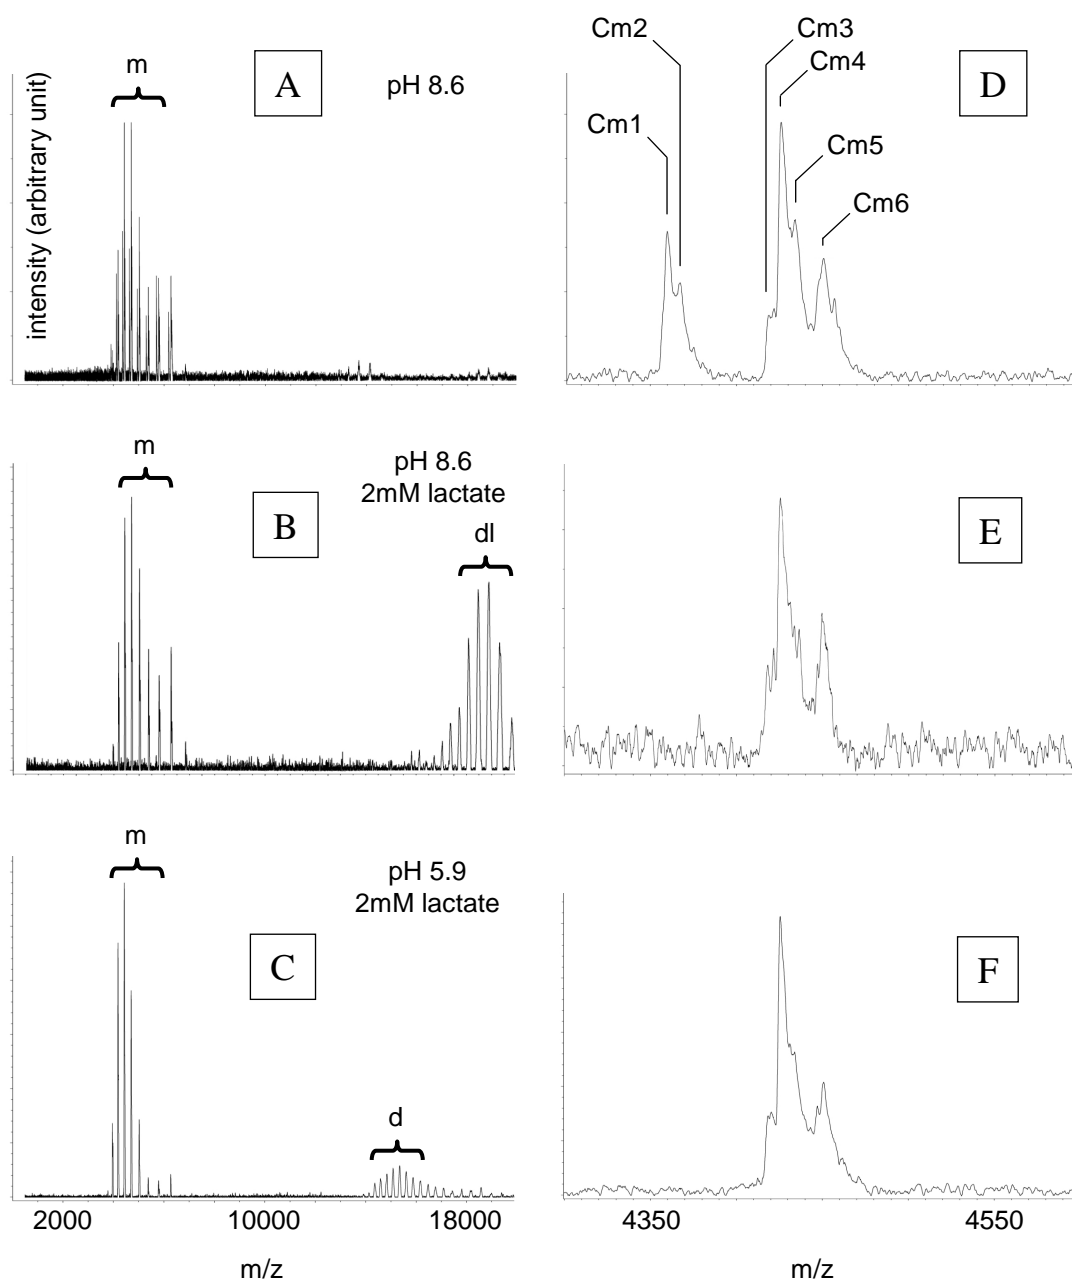 m
A
pH 8.6
intensity (arbitrary unit)
Cm2
Cm3
Cm4
D
Cm1
Cm5
Cm6
m
pH 8.6
2mM lactate
B
dl
E
m
pH 5.9
2mM lactate
C
d
F
2000
10000
18000
4350
4550
m/z
m/z